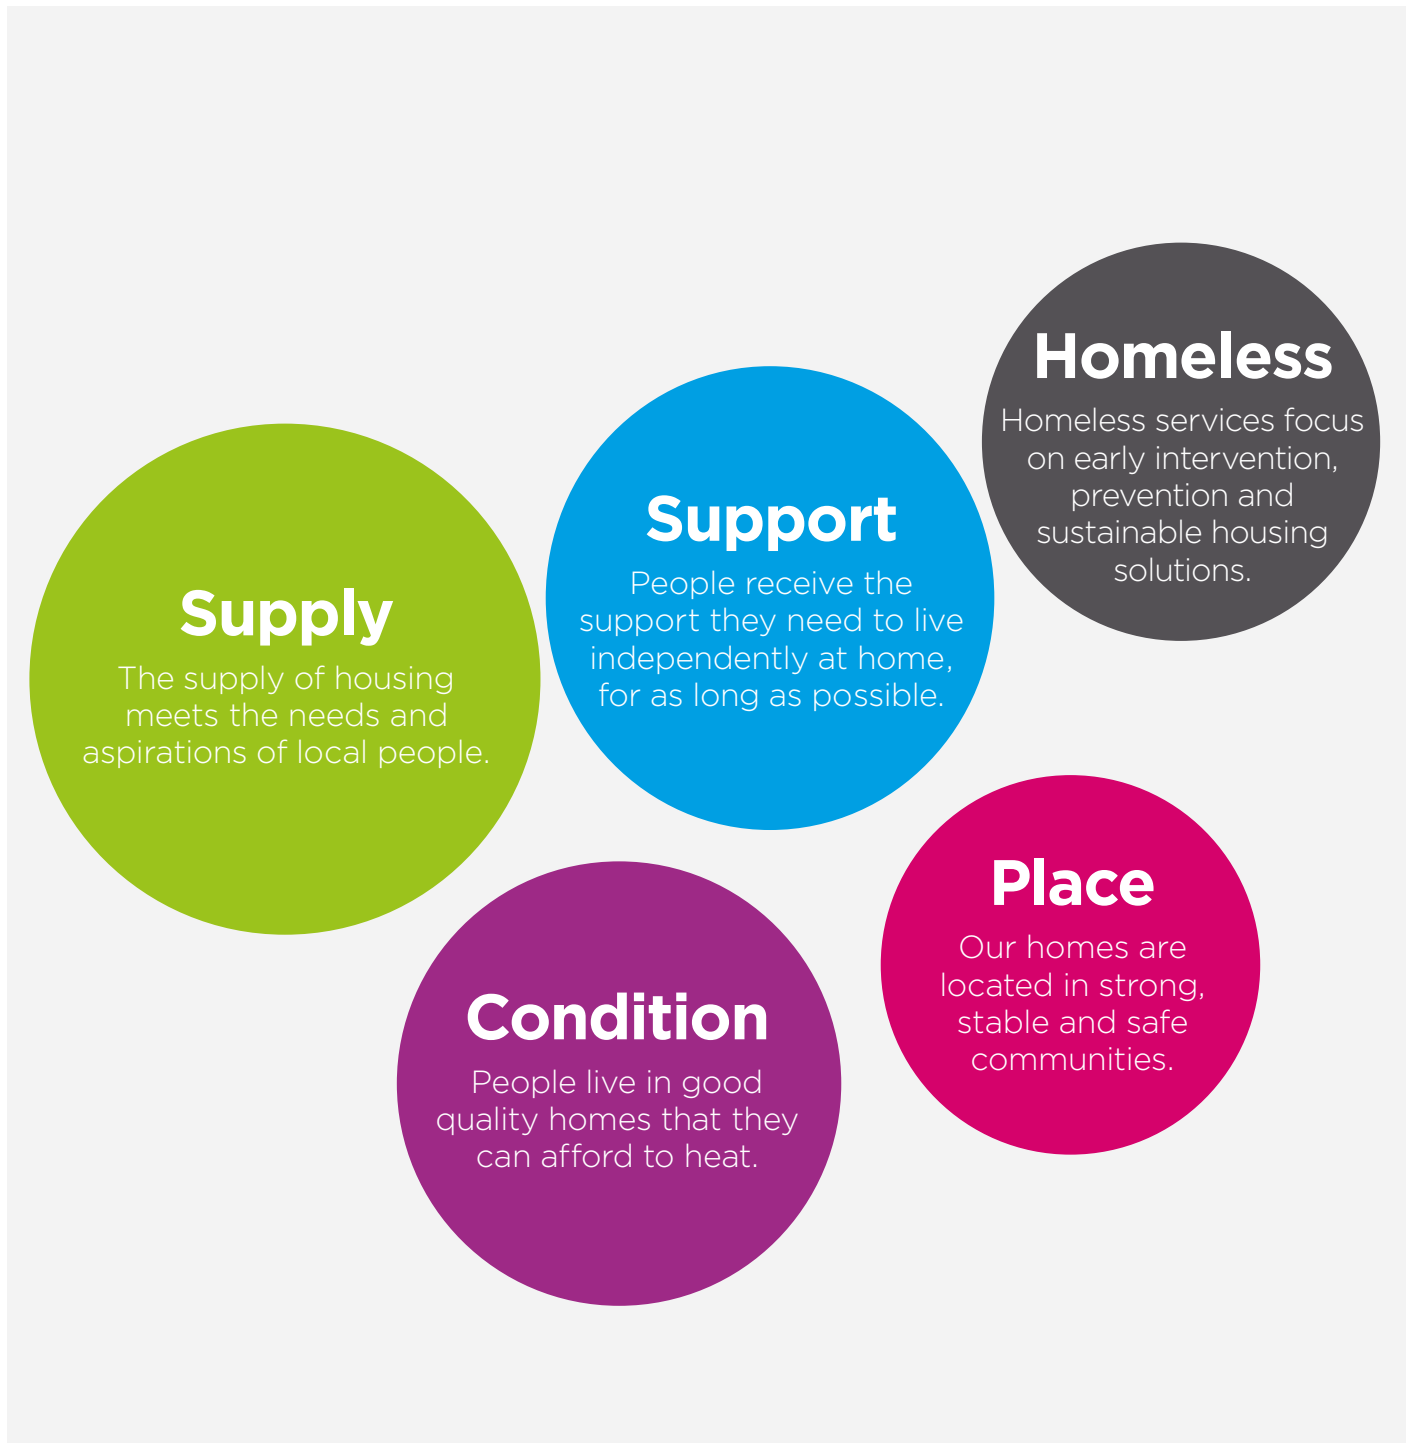 Homeless
Homeless services focus
on early intervention,
prevention and
sustainable housing
solutions.
Support
People receive the
support they need to live
independently at home,
for as long as possible.
Supply
The supply of housing
meets the needs and
aspirations of local people.
Place
Our homes are
located in strong,
stable and safe
communities.
Condition
People live in good
quality homes that they
can afford to heat.